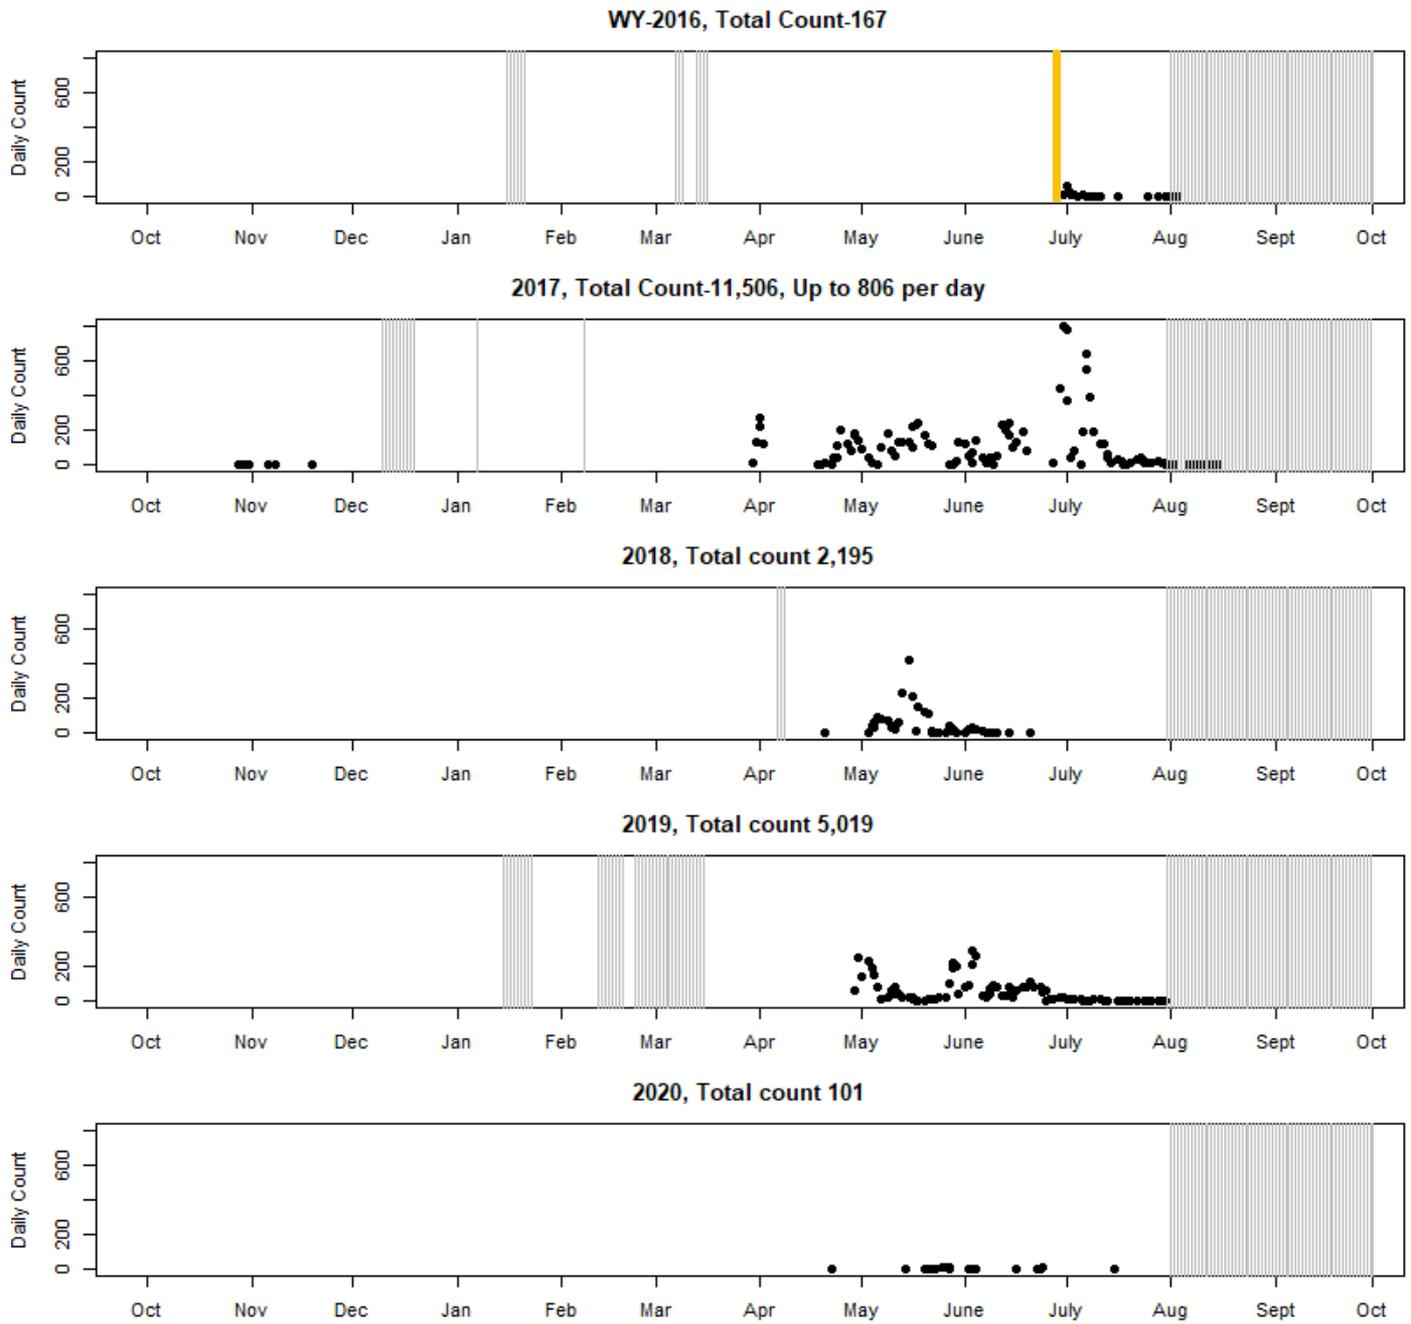 WY-2016, Total Count-167
Daily Count
0 200 600
Oct Nov Dec Jan Feb Mar Apr May June July Aug Sept Oct
2017, Total Count-11,506, Up to 806 per day
Daily Count
0 200 600
Oct Nov Dec Jan Feb Mar Apr May June July Aug Sept Oct
2018, Total count 2,195
Daily Count
0 200 600
Oct Nov Dec Jan Feb Mar Apr May June July Aug Sept Oct
2019, Total count 5,019
Daily Count
0 200 600
Oct Nov Dec Jan Feb Mar Apr May June July Aug Sept Oct
2020, Total count 101
Daily Count
0 200 600
Oct Nov Dec Jan Feb Mar Apr May June July Aug Sept Oct